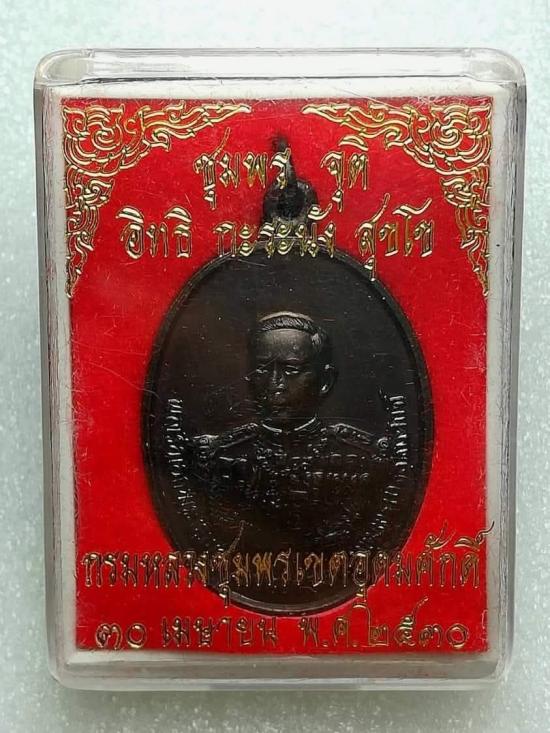 ชุมพร จุติ
อิทธิ กะระนัง สุขโข
กรมหลวงชุมพรเขตอุดมศักดิ์
๓๐ เมษายน พ.ศ.๒๕๓๐